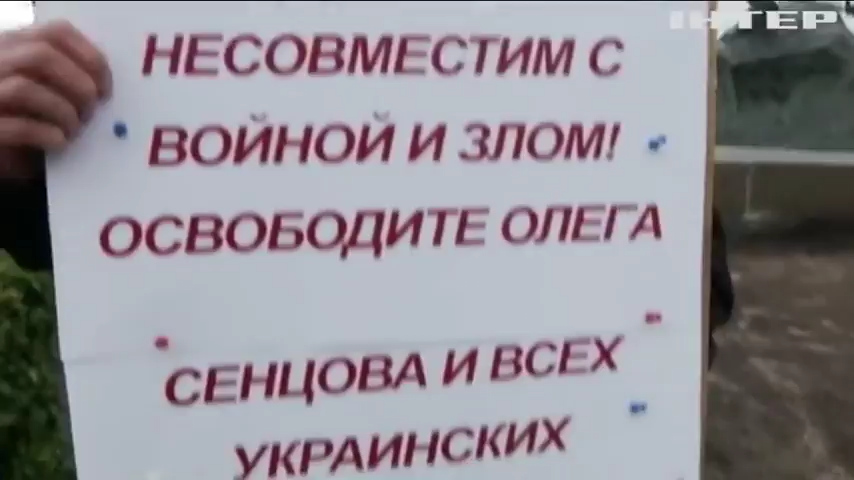 ІНТЕР
НЕСОВМЕСТИМ С
ВОЙНОЙ И ЗЛОМ!
ОСВОБОДИТЕ ОЛЕГА
СЕНЦОВА И ВСЕХ
УКРАИНСКИХ